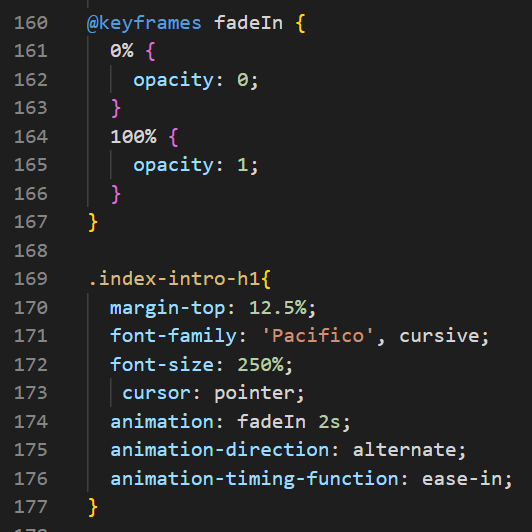 160 @keyframes fadeIn {
161   0% {
162     opacity: 0;
163   }
164   100% {
165     opacity: 1;
166   }
167 }
168
169 .index-intro-h1{
170   margin-top: 12.5%;
171   font-family: 'Pacifico', cursive;
172   font-size: 250%;
173    cursor: pointer;
174   animation: fadeIn 2s;
175   animation-direction: alternate;
176   animation-timing-function: ease-in;
177 }